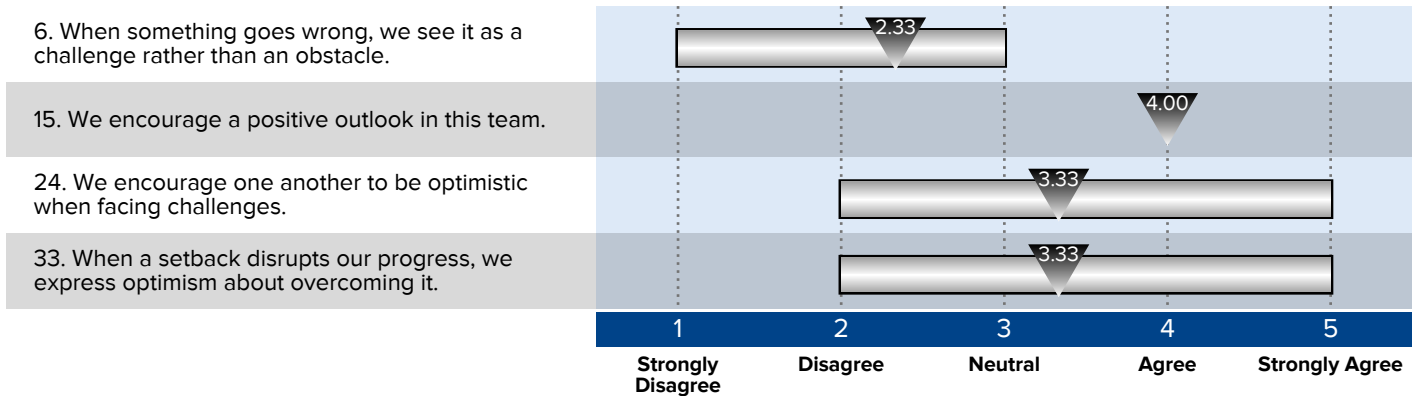 6. When something goes wrong, we see it as a
challenge rather than an obstacle.
2.33
15. We encourage a positive outlook in this team.
4.00
24. We encourage one another to be optimistic
when facing challenges.
3.33
33. When a setback disrupts our progress, we
express optimism about overcoming it.
3.33
1 2 3 4 5
Strongly Disagree Neutral Agree Strongly Agree
Disagree